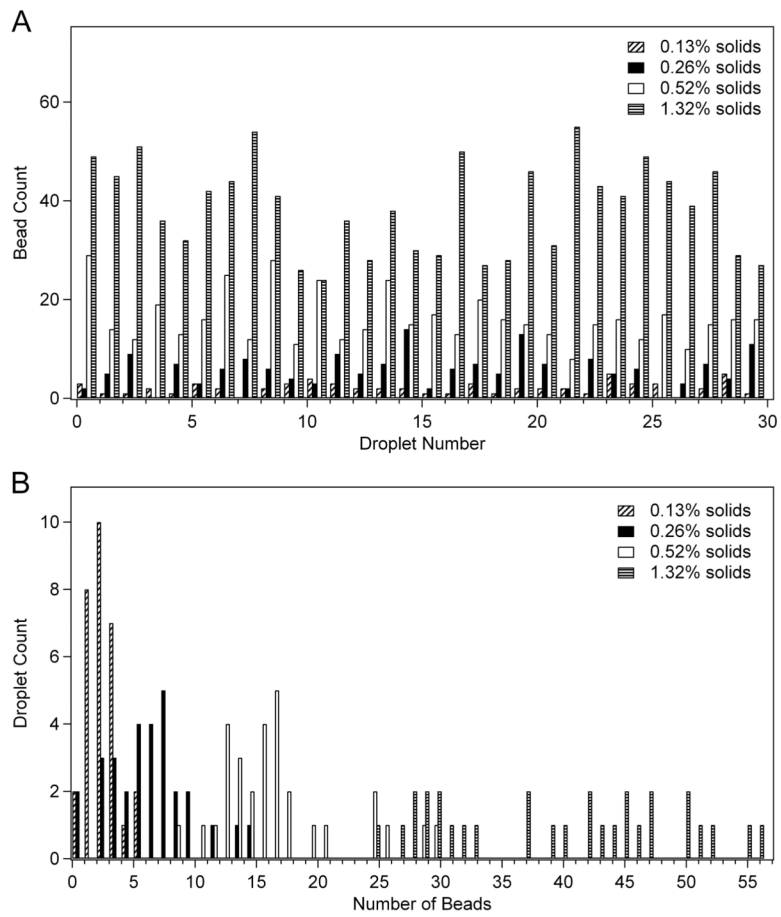 A
0.13% solids
0.26% solids
0.52% solids
1.32% solids
60
40
20
0
Bead Count
0 5 10 15 20 25 30
Droplet Number
B
0.13% solids
0.26% solids
0.52% solids
1.32% solids
10
8
6
4
2
0
Droplet Count
0 5 10 15 20 25 30 35 40 45 50 55
Number of Beads